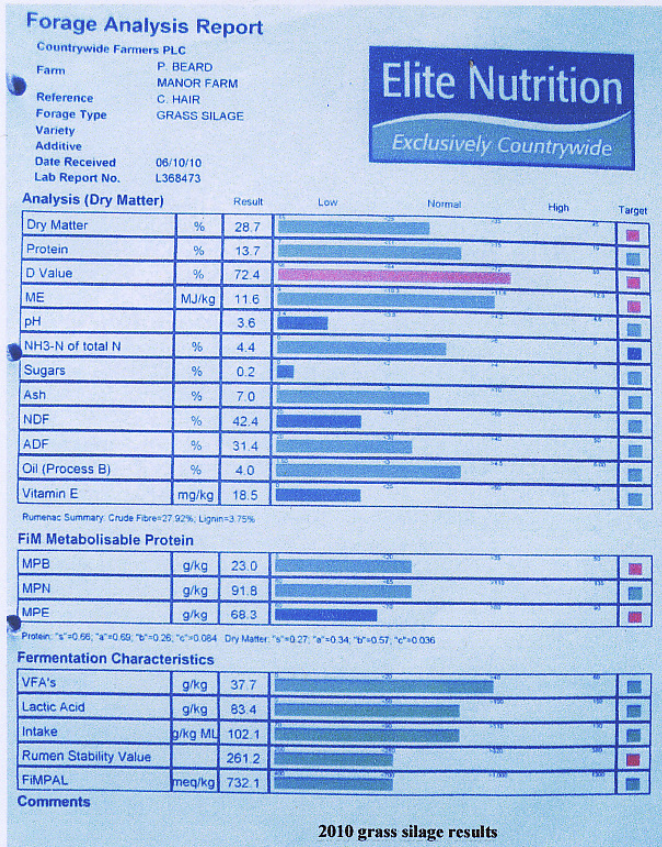 Forage Analysis Report
Countrywide Farmers PLC
Farm P. BEARD
MANOR FARM
Reference C. HAIR
Forage Type GRASS SILAGE
Variety
Additive
Date Received 06/10/10
Lab Report No. L368473
Elite Nutrition
Exclusively Countrywide
Analysis (Dry Matter) Result Low Normal High Target
Dry Matter % 28.7
Protein % 13.7
D Value % 72.4
ME MJ/kg 11.6
pH 3.6
NH3-N of total N % 4.4
Sugars % 0.2
Ash % 7.0
NDF % 42.4
ADF % 31.4
Oil (Process B) % 4.0
Vitamin E mg/kg 18.5
Rumenac Summary: Crude Fibre=27.92%; Lignin=3.75%
FiM Metabolisable Protein
MPB g/kg 23.0
MPN g/kg 91.8
MPE g/kg 68.3
Protein: "s"=0.66; "a"=0.69; "b"=0.26; "c"=0.084 Dry Matter: "s"=0.27; "a"=0.34; "b"=0.57; "c"=0.036
Fermentation Characteristics
VFA's g/kg 37.7
Lactic Acid g/kg 83.4
Intake g/kg ML 102.1
Rumen Stability Value 261.2
FiMPAL meq/kg 732.1
Comments
2010 grass silage results